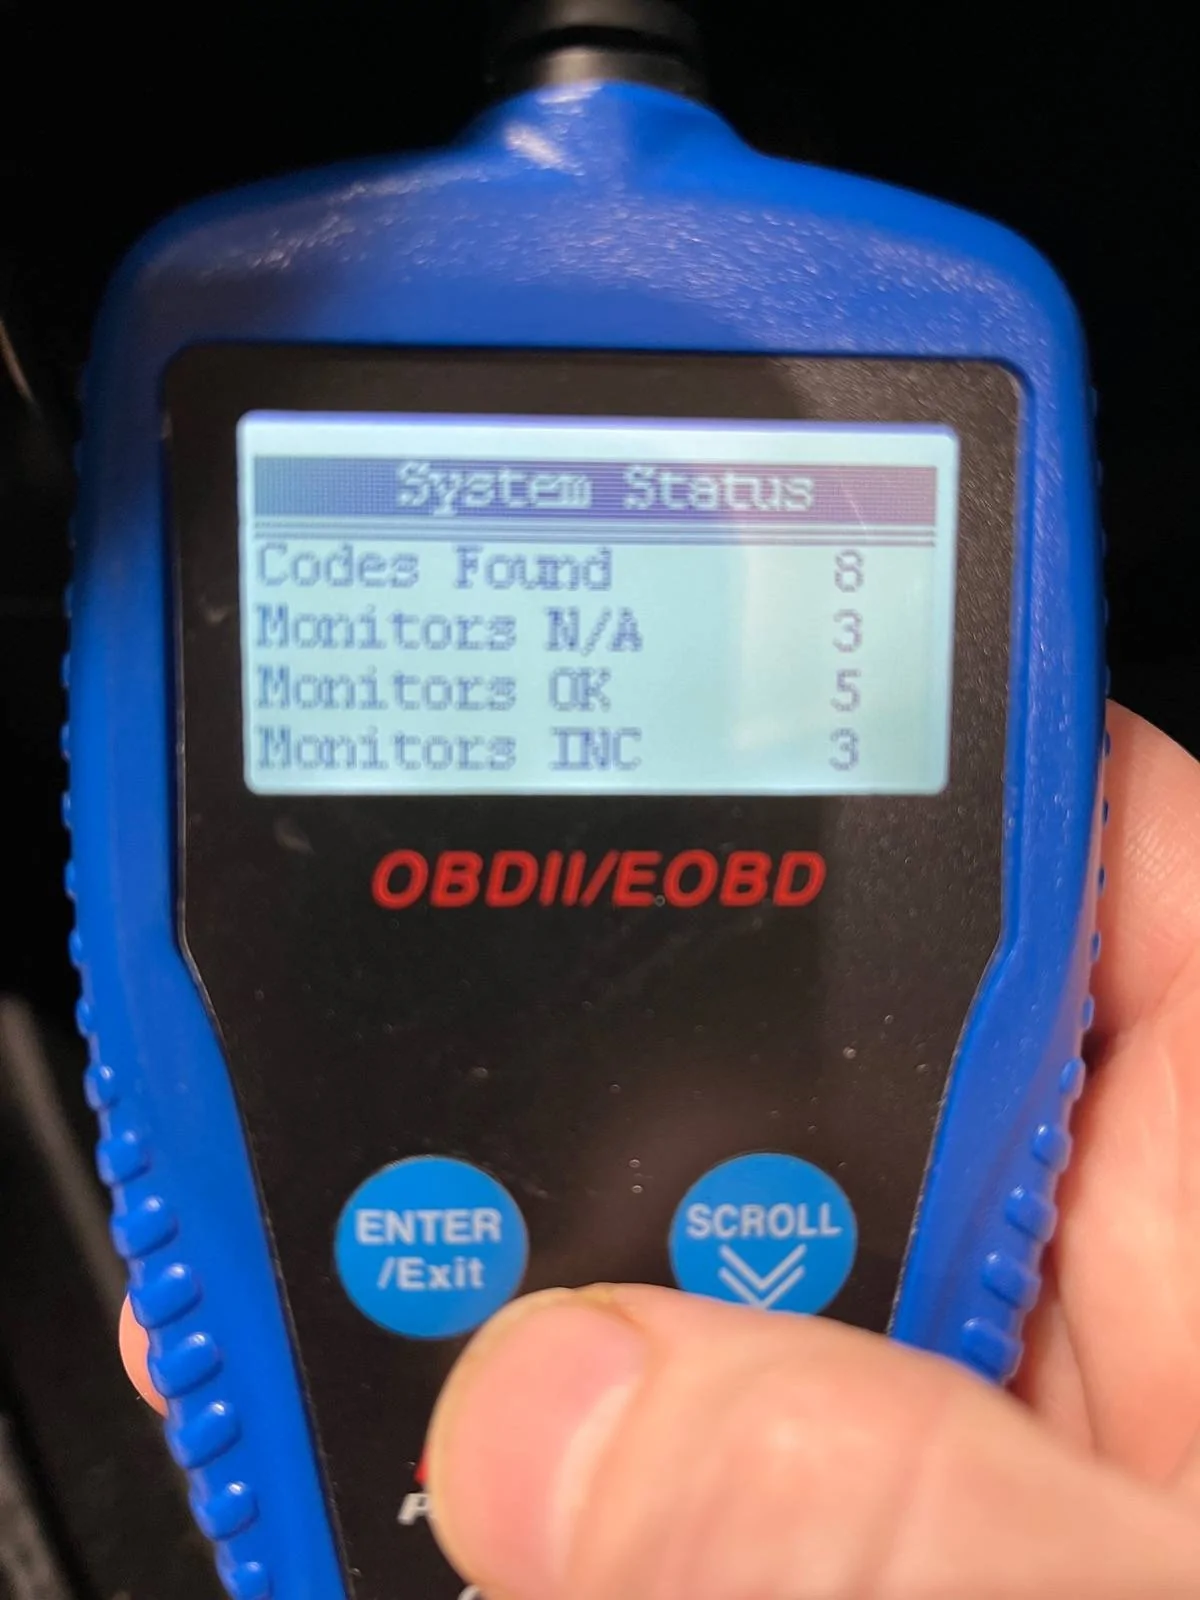 System Status
Codes Found 8
Monitors N/A 3
Monitors OK 5
Monitors INC 3
OBDII/EOBD
ENTER
/Exit
SCROLL